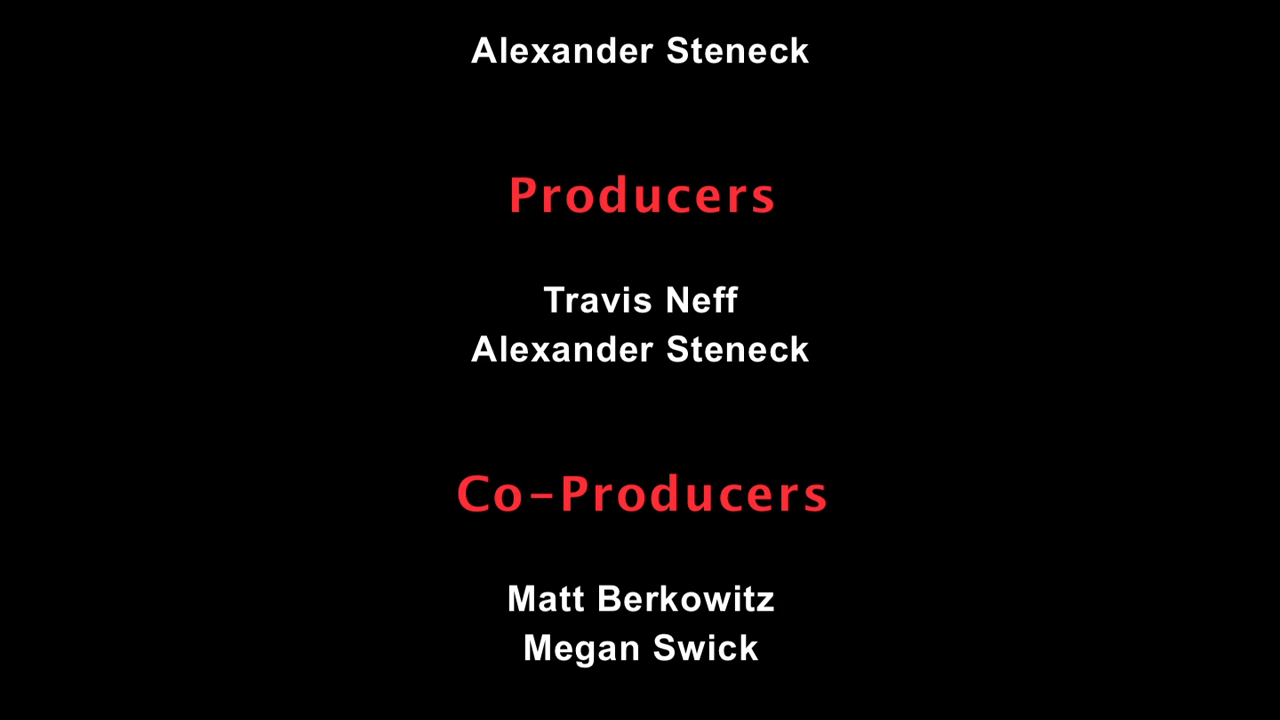 Alexander Steneck
Producers
Travis Neff
Alexander Steneck
Co-Producers
Matt Berkowitz
Megan Swick